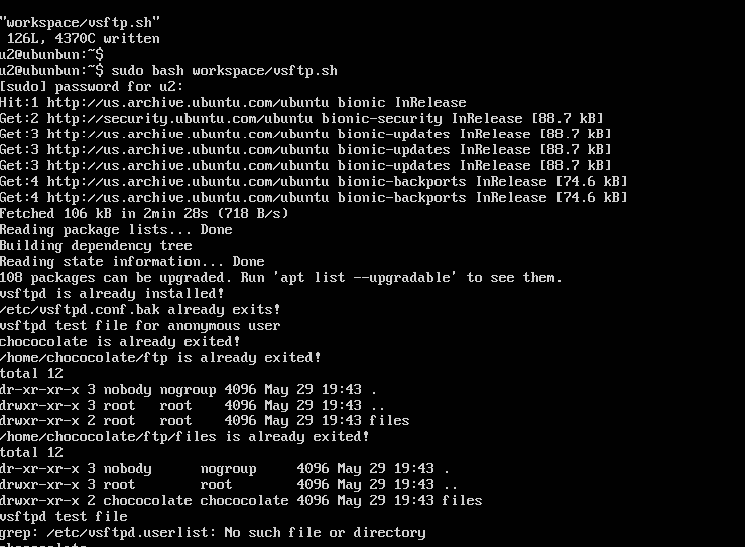 "workspace/vsftp.sh"
 126L, 4370C written
u2@ubunbun:~$
u2@ubunbun:~$ sudo bash workspace/vsftp.sh
[sudo] password for u2:
Hit:1 http://us.archive.ubuntu.com/ubuntu bionic InRelease
Get:2 http://security.ubuntu.com/ubuntu bionic-security InRelease [88.7 kB]
Get:3 http://us.archive.ubuntu.com/ubuntu bionic-updates InRelease [88.7 kB]
Get:3 http://us.archive.ubuntu.com/ubuntu bionic-updates InRelease [88.7 kB]
Get:3 http://us.archive.ubuntu.com/ubuntu bionic-updates InRelease [88.7 kB]
Get:4 http://us.archive.ubuntu.com/ubuntu bionic-backports InRelease [74.6 kB]
Get:4 http://us.archive.ubuntu.com/ubuntu bionic-backports InRelease [74.6 kB]
Fetched 106 kB in 2min 28s (718 B/s)
Reading package lists... Done
Building dependency tree
Reading state information... Done
108 packages can be upgraded. Run 'apt list --upgradable' to see them.
vsftpd is already installed!
/etc/vsftpd.conf.bak already exits!
vsftpd test file for anonymous user
chococolate is already exited!
/home/chococolate/ftp is already exited!
total 12
dr-xr-xr-x 3 nobody nogroup 4096 May 29 19:43 .
drwxr-xr-x 3 root   root    4096 May 29 19:43 ..
drwxr-xr-x 2 root   root    4096 May 29 19:43 files
/home/chococolate/ftp/files is already exited!
total 12
dr-xr-xr-x 3 nobody      nogroup     4096 May 29 19:43 .
drwxr-xr-x 3 root        root        4096 May 29 19:43 ..
drwxr-xr-x 2 chococolate chococolate 4096 May 29 19:43 files
vsftpd test file
grep: /etc/vsftpd.userlist: No such file or directory
chococolate